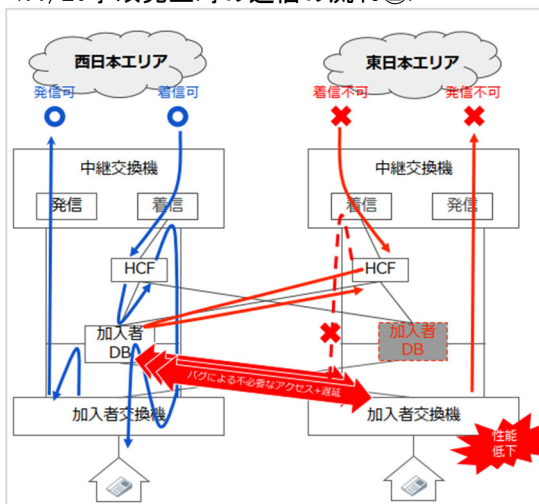 西日本エリア
東日本エリア
発信可
着信可
着信不可
発信不可
中継交換機
中継交換機
発信
着信
着信
発信
HCF
HCF
加入者
DB
加入者
DB
バグによる不必要なアクセス+遅延
加入者交換機
加入者交換機
性能
低下